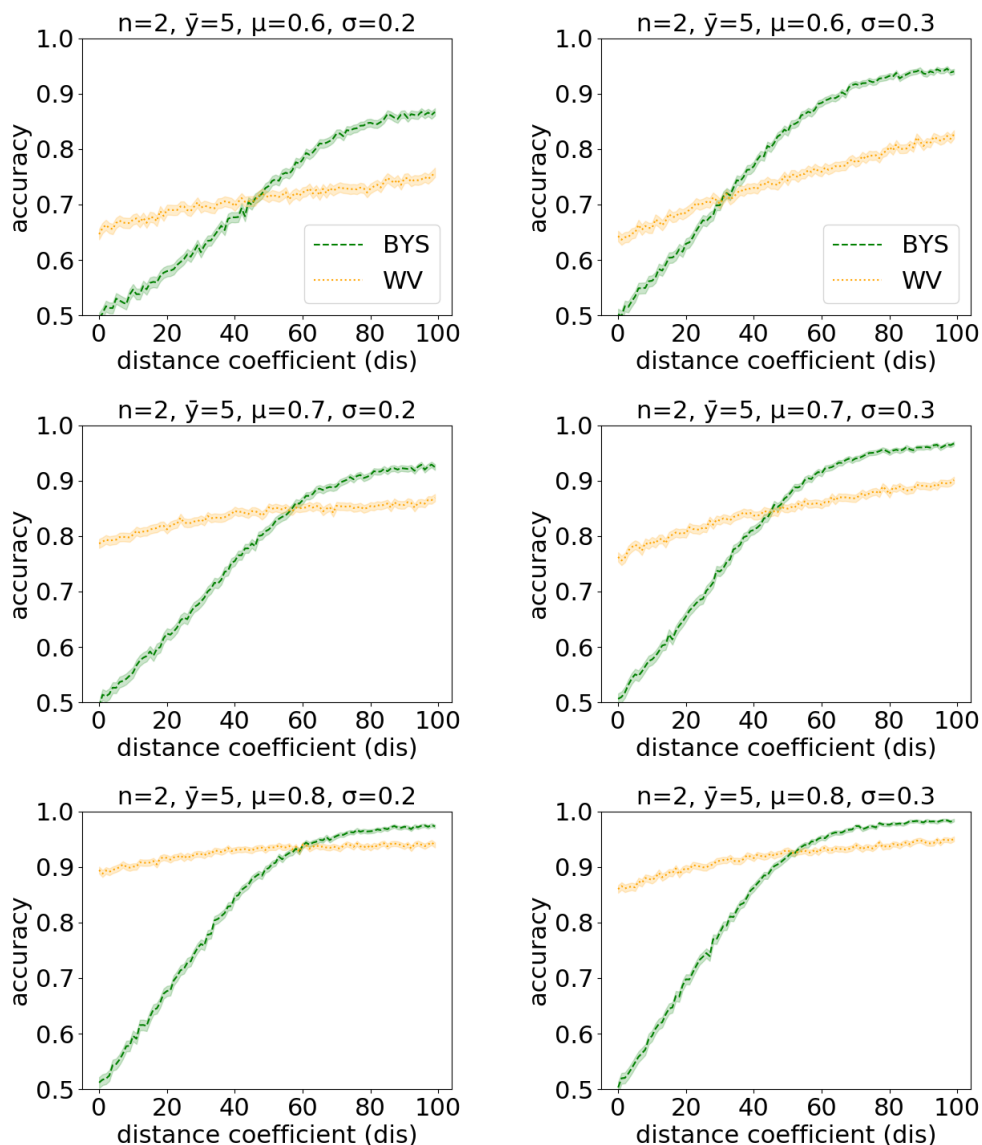 n=2, ȳ=5, μ=0.6, σ=0.2
1.0
0.9
0.8
0.7
0.6
0.5
accuracy
BYS
WV
0 20 40 60 80 100
distance coefficient (dis)
n=2, ȳ=5, μ=0.6, σ=0.3
1.0
0.9
0.8
0.7
0.6
0.5
accuracy
BYS
WV
0 20 40 60 80 100
distance coefficient (dis)
n=2, ȳ=5, μ=0.7, σ=0.2
1.0
0.9
0.8
0.7
0.6
0.5
accuracy
0 20 40 60 80 100
distance coefficient (dis)
n=2, ȳ=5, μ=0.7, σ=0.3
1.0
0.9
0.8
0.7
0.6
0.5
accuracy
0 20 40 60 80 100
distance coefficient (dis)
n=2, ȳ=5, μ=0.8, σ=0.2
1.0
0.9
0.8
0.7
0.6
0.5
accuracy
0 20 40 60 80 100
distance coefficient (dis)
n=2, ȳ=5, μ=0.8, σ=0.3
1.0
0.9
0.8
0.7
0.6
0.5
accuracy
0 20 40 60 80 100
distance coefficient (dis)